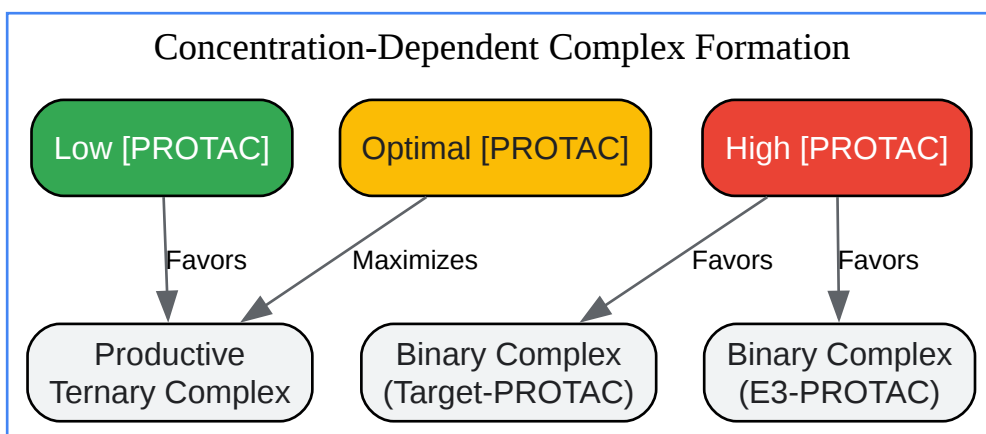 Concentration-Dependent Complex Formation
Low [PROTAC]
Optimal [PROTAC]
High [PROTAC]
Favors
Maximizes
Favors
Favors
Productive
Ternary Complex
Binary Complex
(Target-PROTAC)
Binary Complex
(E3-PROTAC)